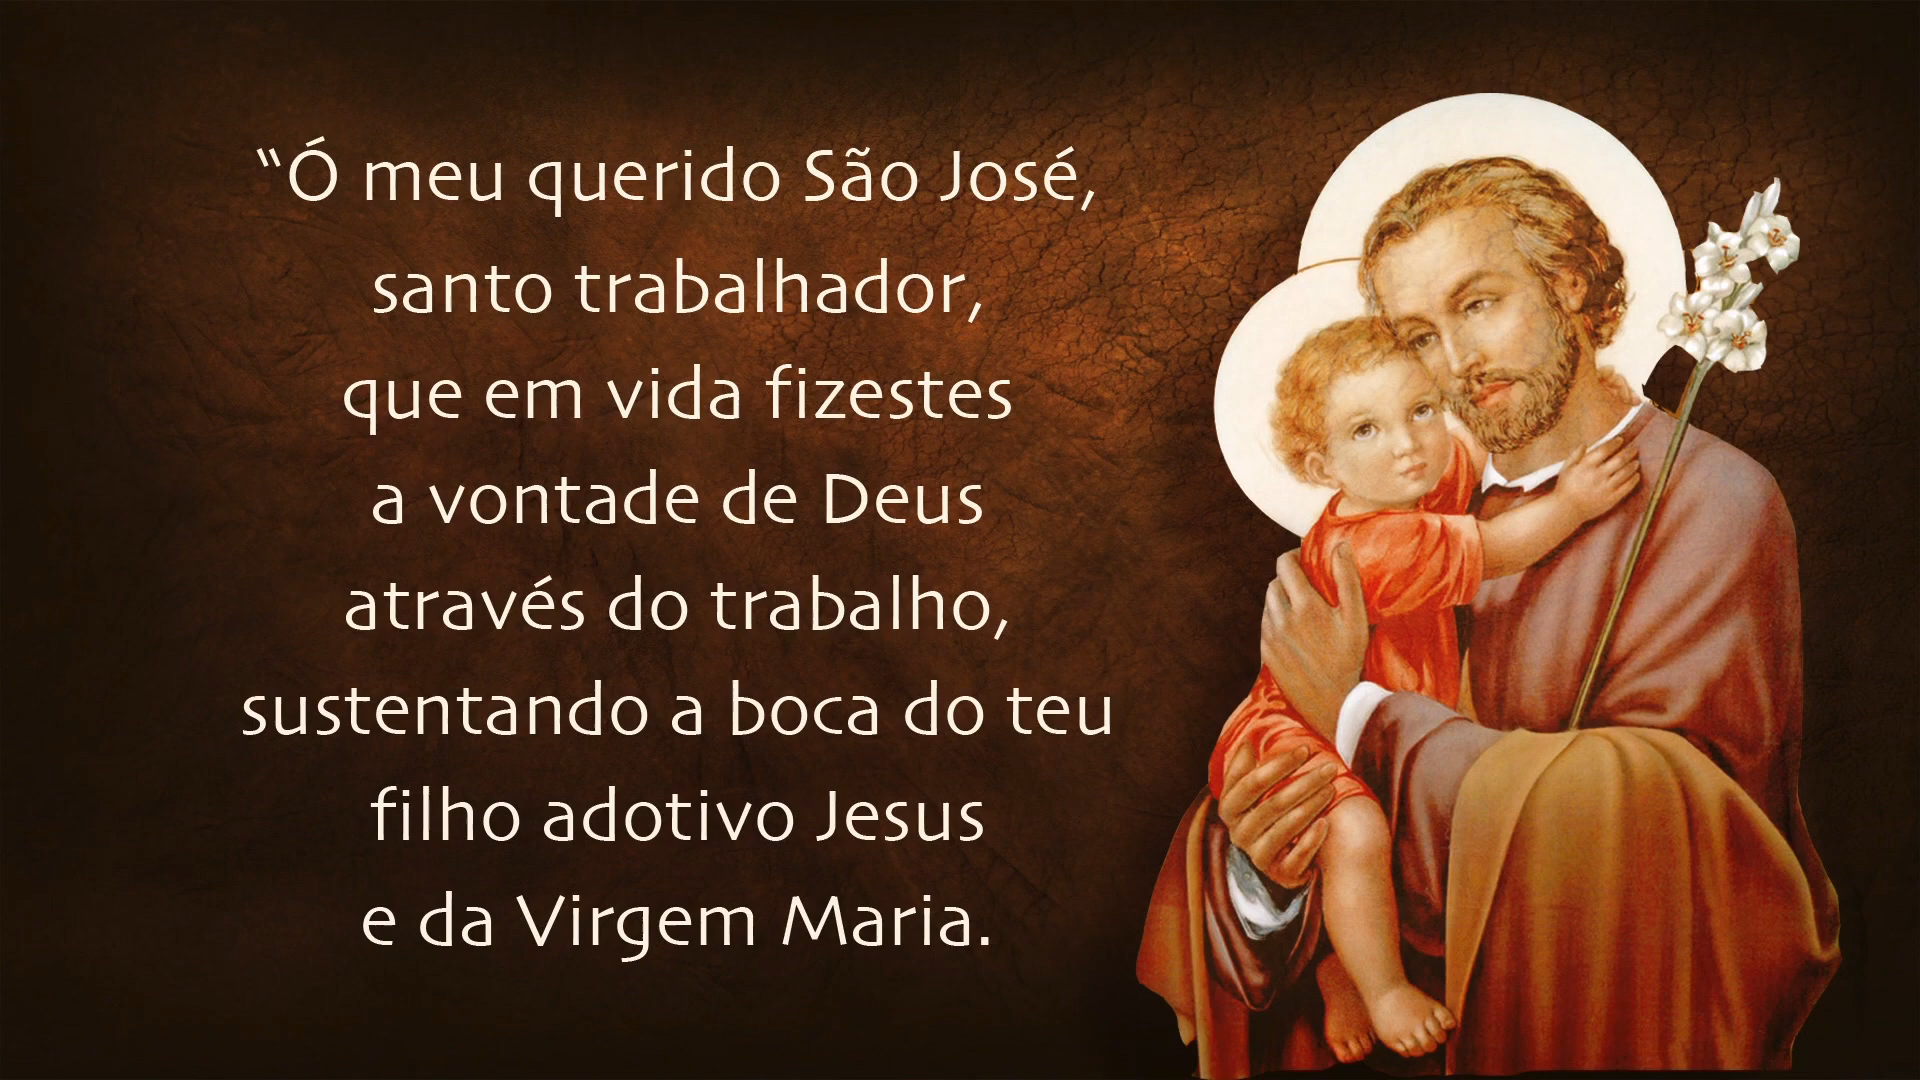 “Ó meu querido São José,
santo trabalhador,
que em vida fizestes
a vontade de Deus
através do trabalho,
sustentando a boca do teu
filho adotivo Jesus
e da Virgem Maria.